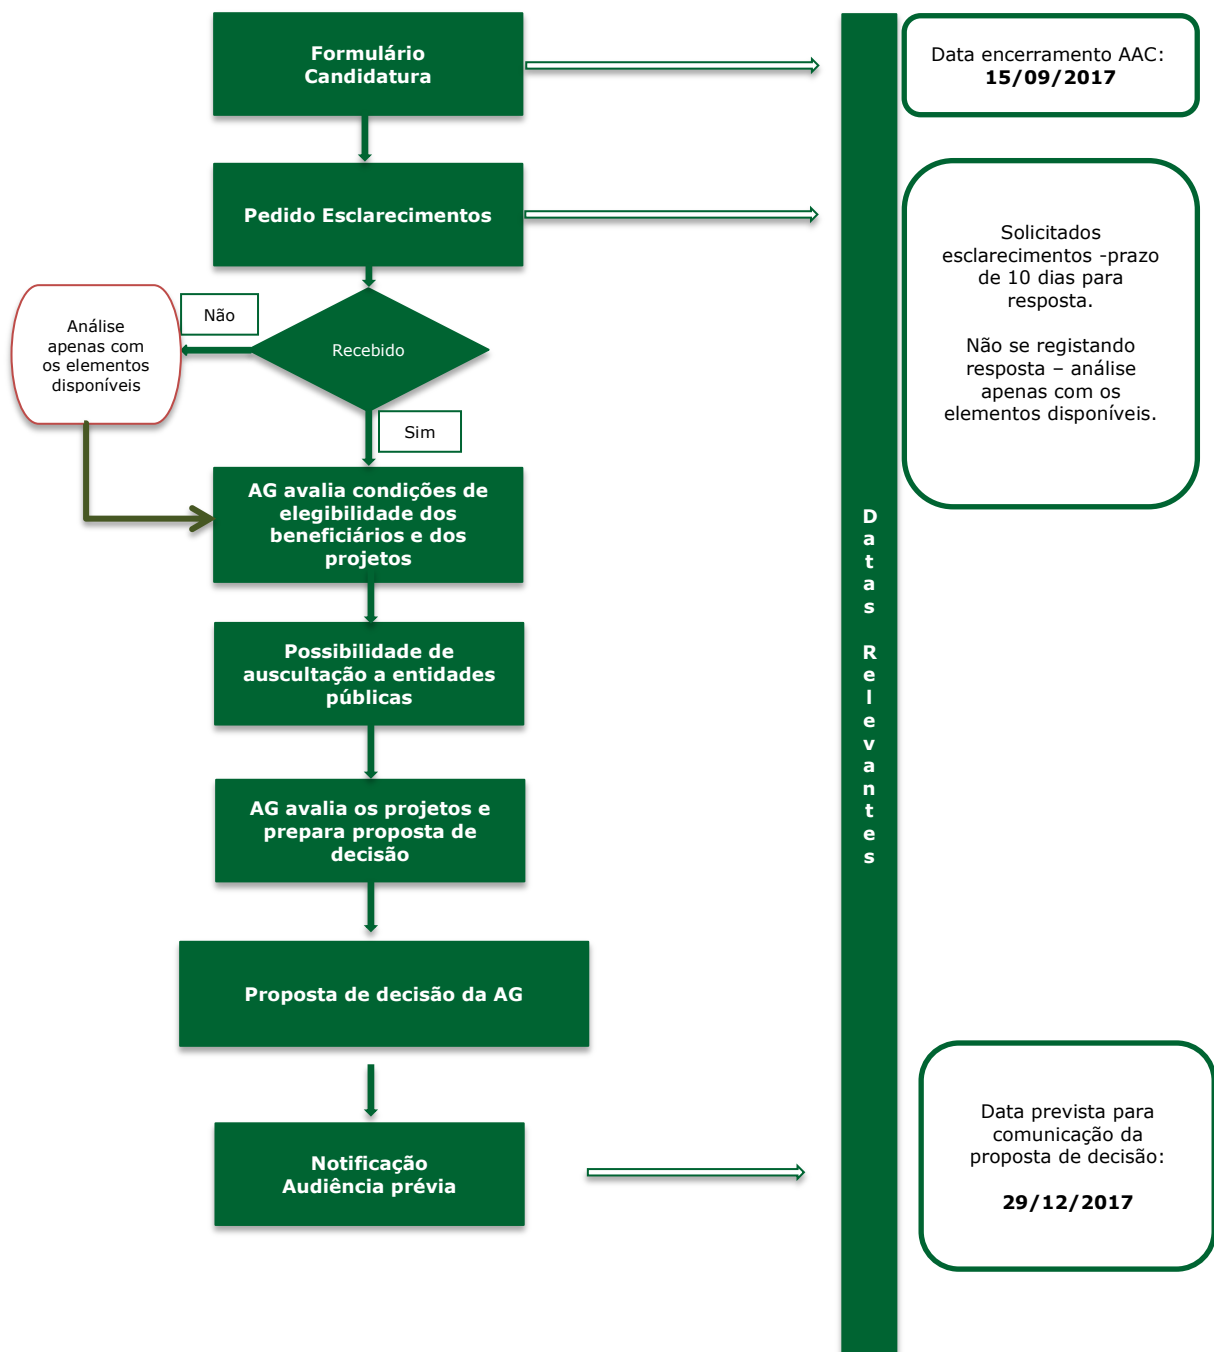 Formulário
Candidatura
Data encerramento AAC:
15/09/2017
Pedido Esclarecimentos
Solicitados
esclarecimentos -prazo
de 10 dias para
resposta.
Não se registando
resposta – análise
apenas com os
elementos disponíveis.
Não
Análise
apenas com
os elementos
disponíveis
Recebido
Sim
AG avalia condições de
elegibilidade dos
beneficiários e dos
projetos
Possibilidade de
auscultação a entidades
públicas
AG avalia os projetos e
prepara proposta de
decisão
Proposta de decisão da AG
Notificação
Audiência prévia
D
a
t
a
s
R
e
l
e
v
a
n
t
e
s
Data prevista para
comunicação da
proposta de decisão:
29/12/2017